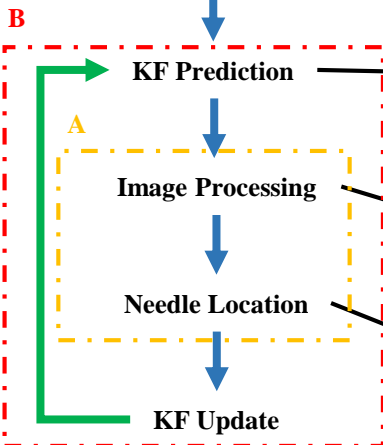 B
KF Prediction
A
Image Processing
Needle Location
KF Update